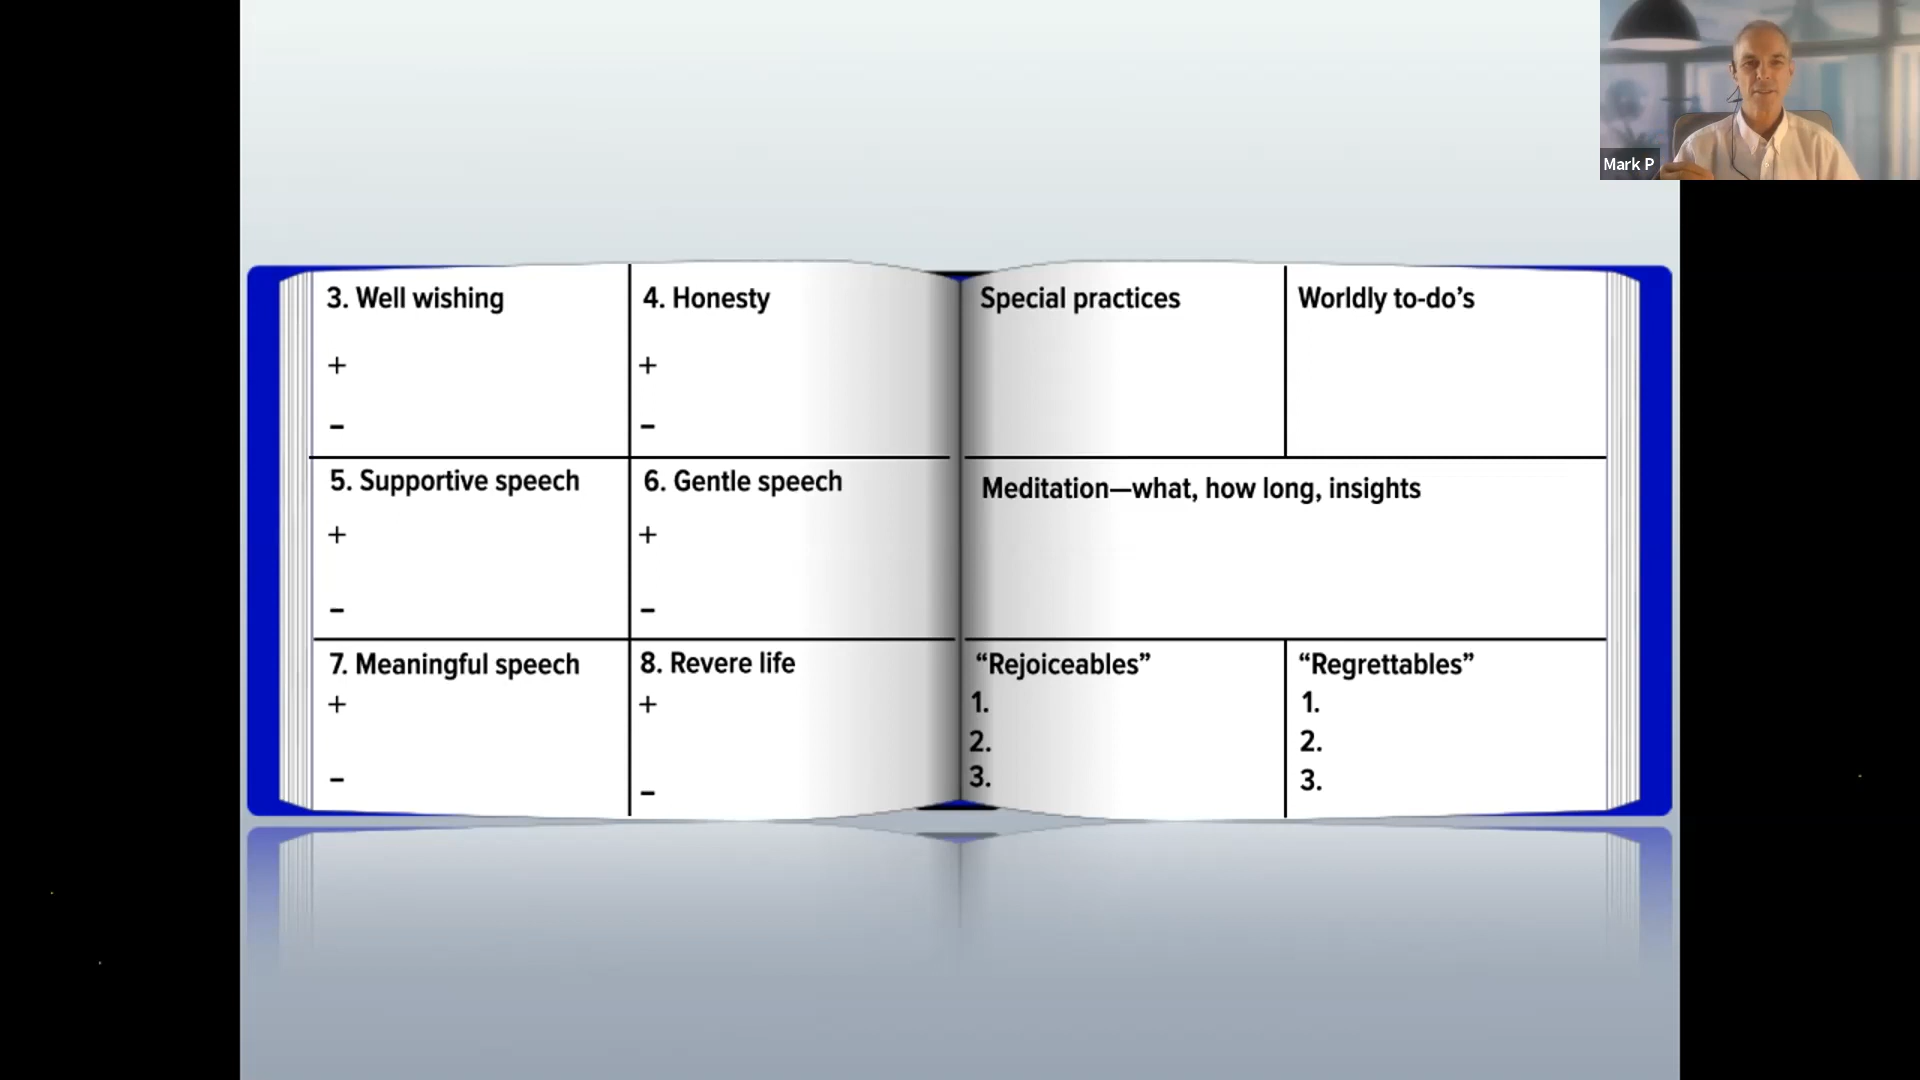 Mark P
3. Well wishing
+
–
4. Honesty
+
–
5. Supportive speech
+
–
6. Gentle speech
+
–
7. Meaningful speech
+
–
8. Revere life
+
–
Special practices
Worldly to-do’s
Meditation—what, how long, insights
“Rejoiceables”
1.
2.
3.
“Regrettables”
1.
2.
3.